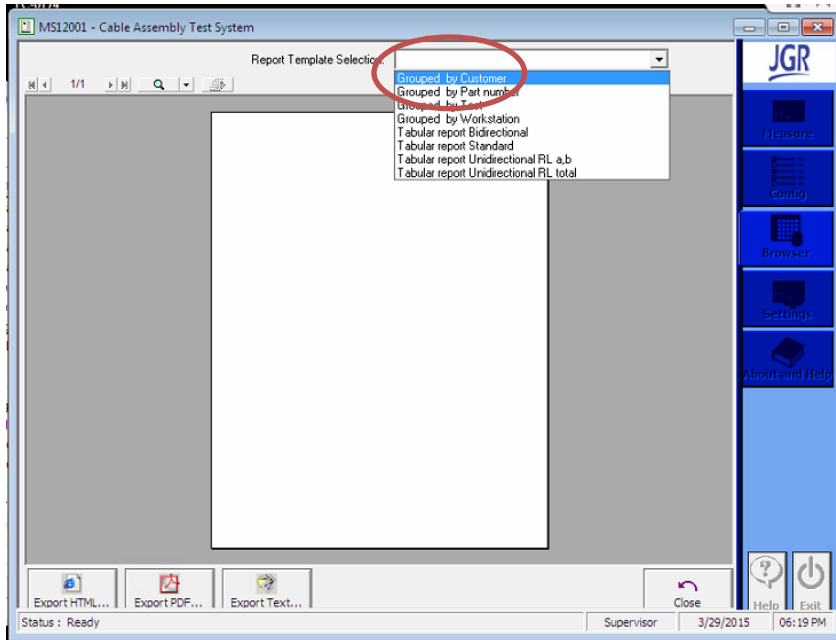 MS12001 - Cable Assembly Test System
JGR
Report Template Selection:
1/1
Grouped by Customer
Grouped by Part number
Grouped by Test
Grouped by Workstation
Tabular report Bidirectional
Tabular report Standard
Tabular report Unidirectional RL a,b
Tabular report Unidirectional RL total
Measure
Config
Browser
Settings
About and Help
Export HTML...
Export PDF...
Export Text...
Close
Help
Exit
Status : Ready
Supervisor
3/29/2015
06:19 PM